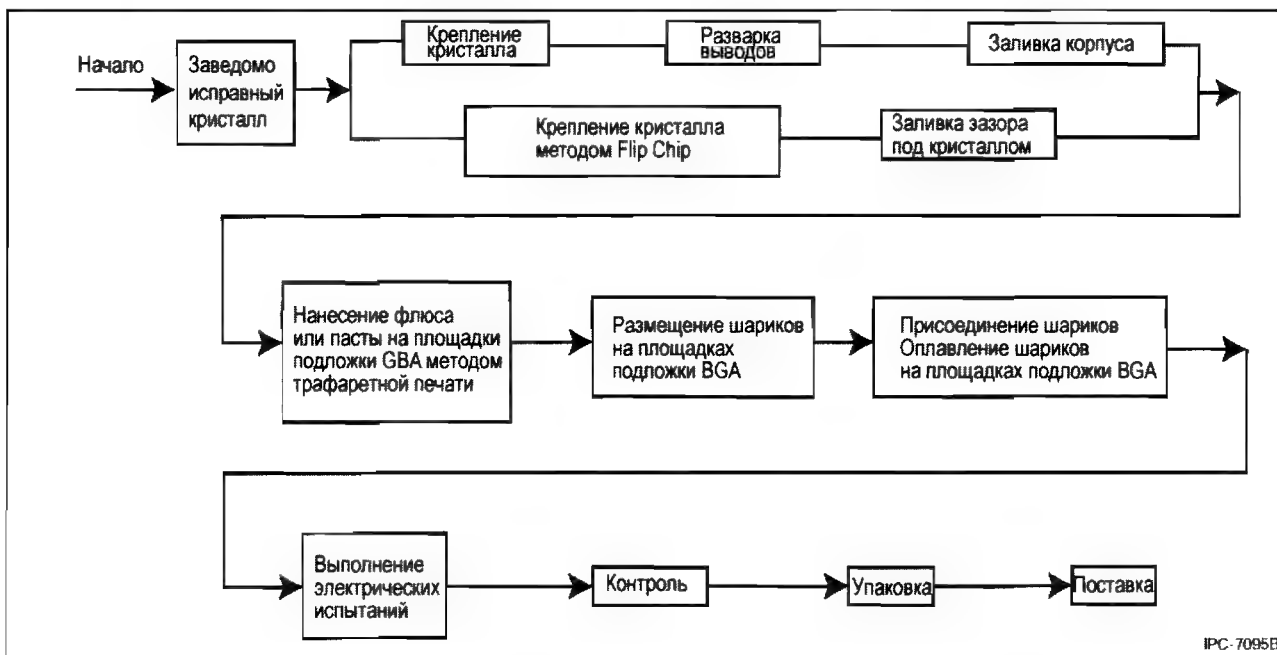 Начало
Заведомо
исправный
кристалл
Крепление
кристалла
Разварка
выводов
Заливка корпуса
Крепление кристалла
методом Flip Chip
Заливка зазора
под кристаллом
Нанесение флюса
или пасты на площадки
подложки GBA методом
трафаретной печати
Размещение шариков
на площадках
подложки BGA
Присоединение шариков
Оплавление шариков
на площадках подложки BGA
Выполнение
электрических
испытаний
Контроль
Упаковка
Поставка
IPC-7095B